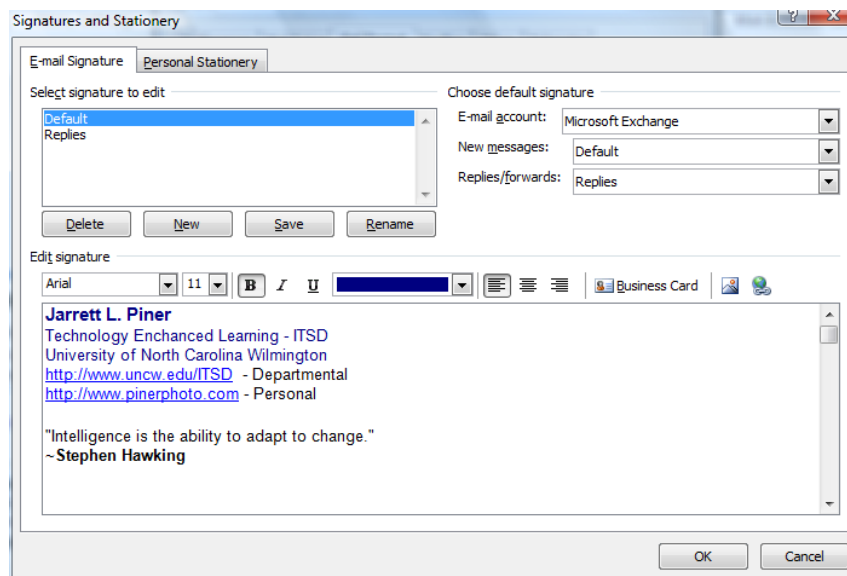 Signatures and Stationery
E-mail Signature Personal Stationery
Select signature to edit
Default
Replies
Delete New Save Rename
Choose default signature
E-mail account: Microsoft Exchange
New messages: Default
Replies/forwards: Replies
Edit signature
Arial 11 B I U Business Card
Jarrett L. Piner
Technology Enchanced Learning - ITSD
University of North Carolina Wilmington
http://www.uncw.edu/ITSD - Departmental
http://www.pinerphoto.com - Personal
"Intelligence is the ability to adapt to change."
~Stephen Hawking
OK Cancel